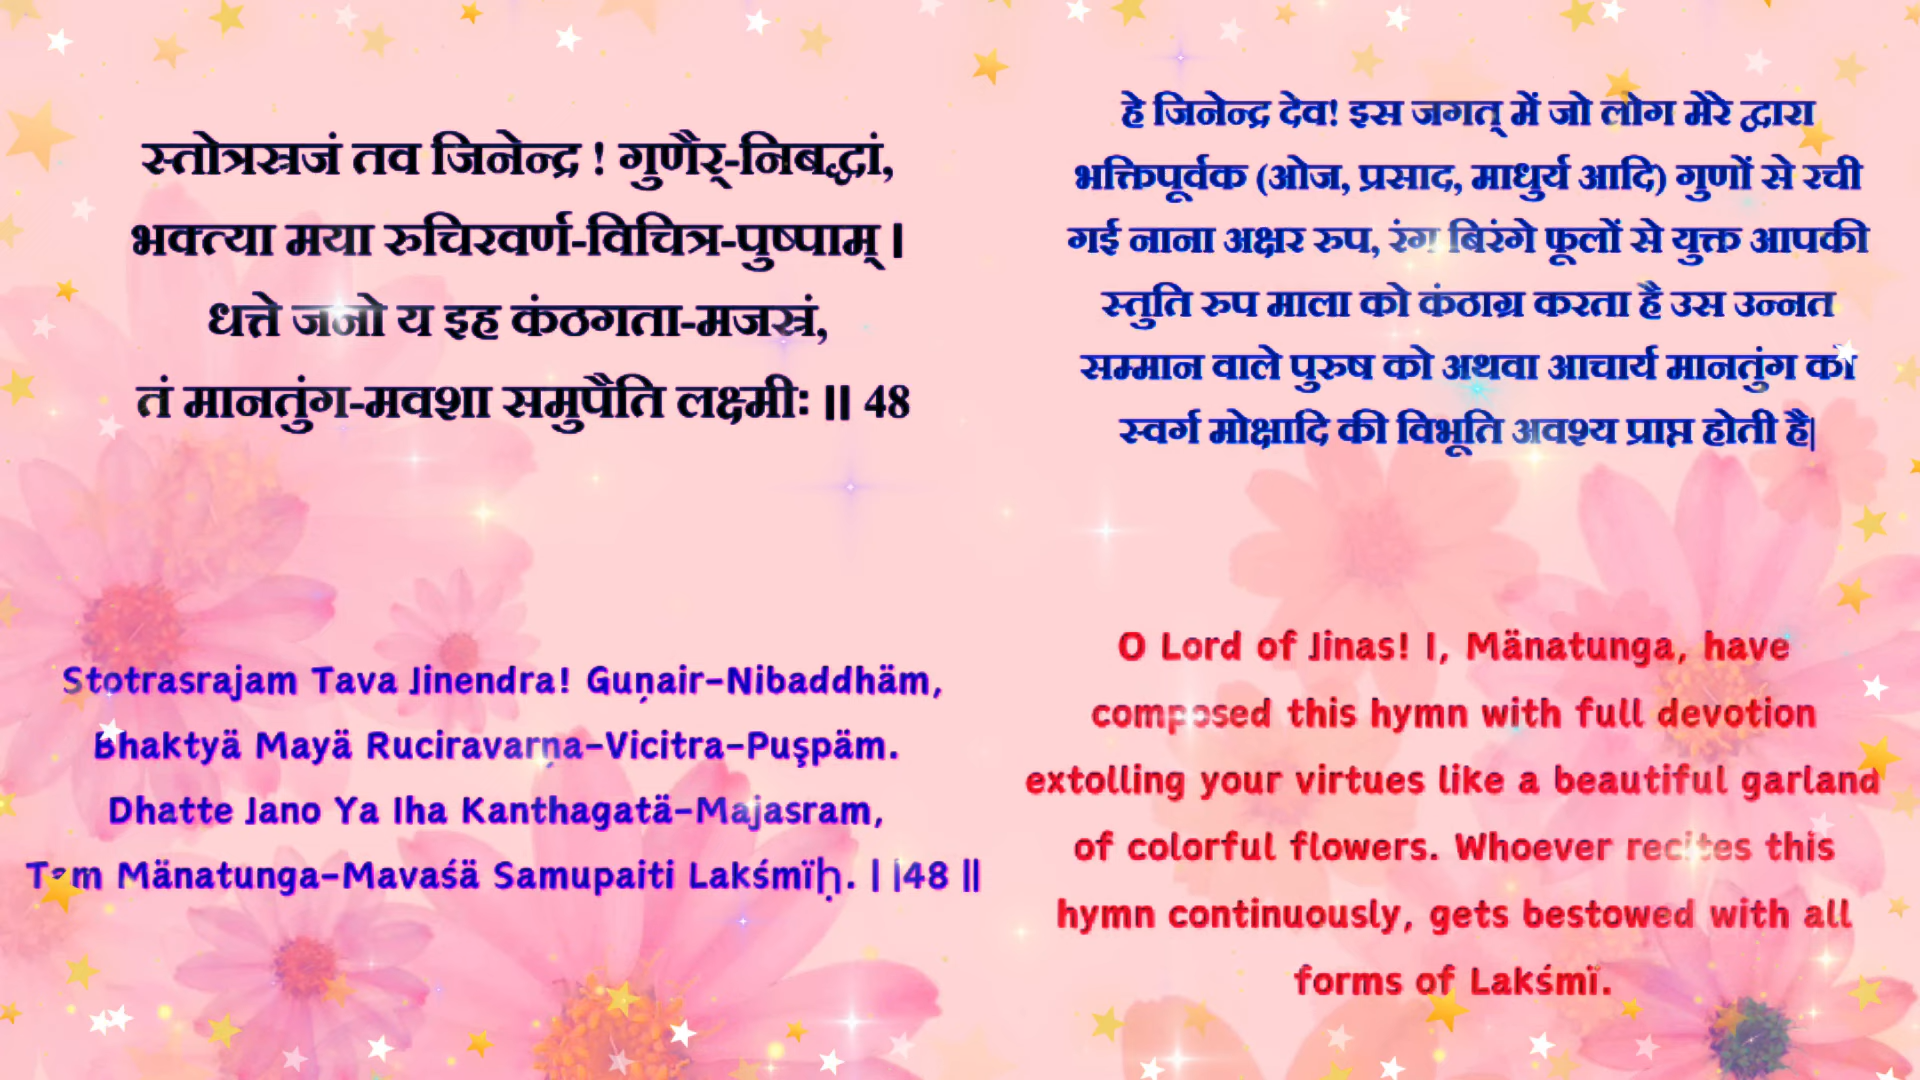 स्तोत्रस्रजं तव जिनेन्द्र ! गुणैर्-निबद्धां,
भक्त्या मया रुचिरवर्ण-विचित्र-पुष्पाम् ।
धत्ते जनो य इह कंठगता-मजस्रं,
तं मानतुंग-मवशा समुपैति लक्ष्मीः ॥ 48
हे जिनेन्द्र देव! इस जगत् में जो लोग मेरे द्वारा
भक्तिपूर्वक (ओज, प्रसाद, माधुर्य आदि) गुणों से रची
गई नाना अक्षर रुप, रंग बिरंगे फूलों से युक्त आपकी
स्तुति रुप माला को कंठाग्र करता है उस उन्नत
सम्मान वाले पुरुष को अथवा आचार्य मानतुंग को
स्वर्ग मोक्षादि की विभूति अवश्य प्राप्त होती है|
Stotrasrajam Tava Jinendra! Guṇair-Nibaddhäm,
Bhaktyä Mayä Ruciravarṇa-Vicitra-Puşpäm.
Dhatte Jano Ya Iha Kanthagatä-Majasram,
Tam Mänatunga-Mavaśä Samupaiti Lakśmïḥ. | |48 ||
O Lord of Jinas! I, Mänatunga, have
composed this hymn with full devotion
extolling your virtues like a beautiful garland
of colorful flowers. Whoever recites this
hymn continuously, gets bestowed with all
forms of Lakśmï.